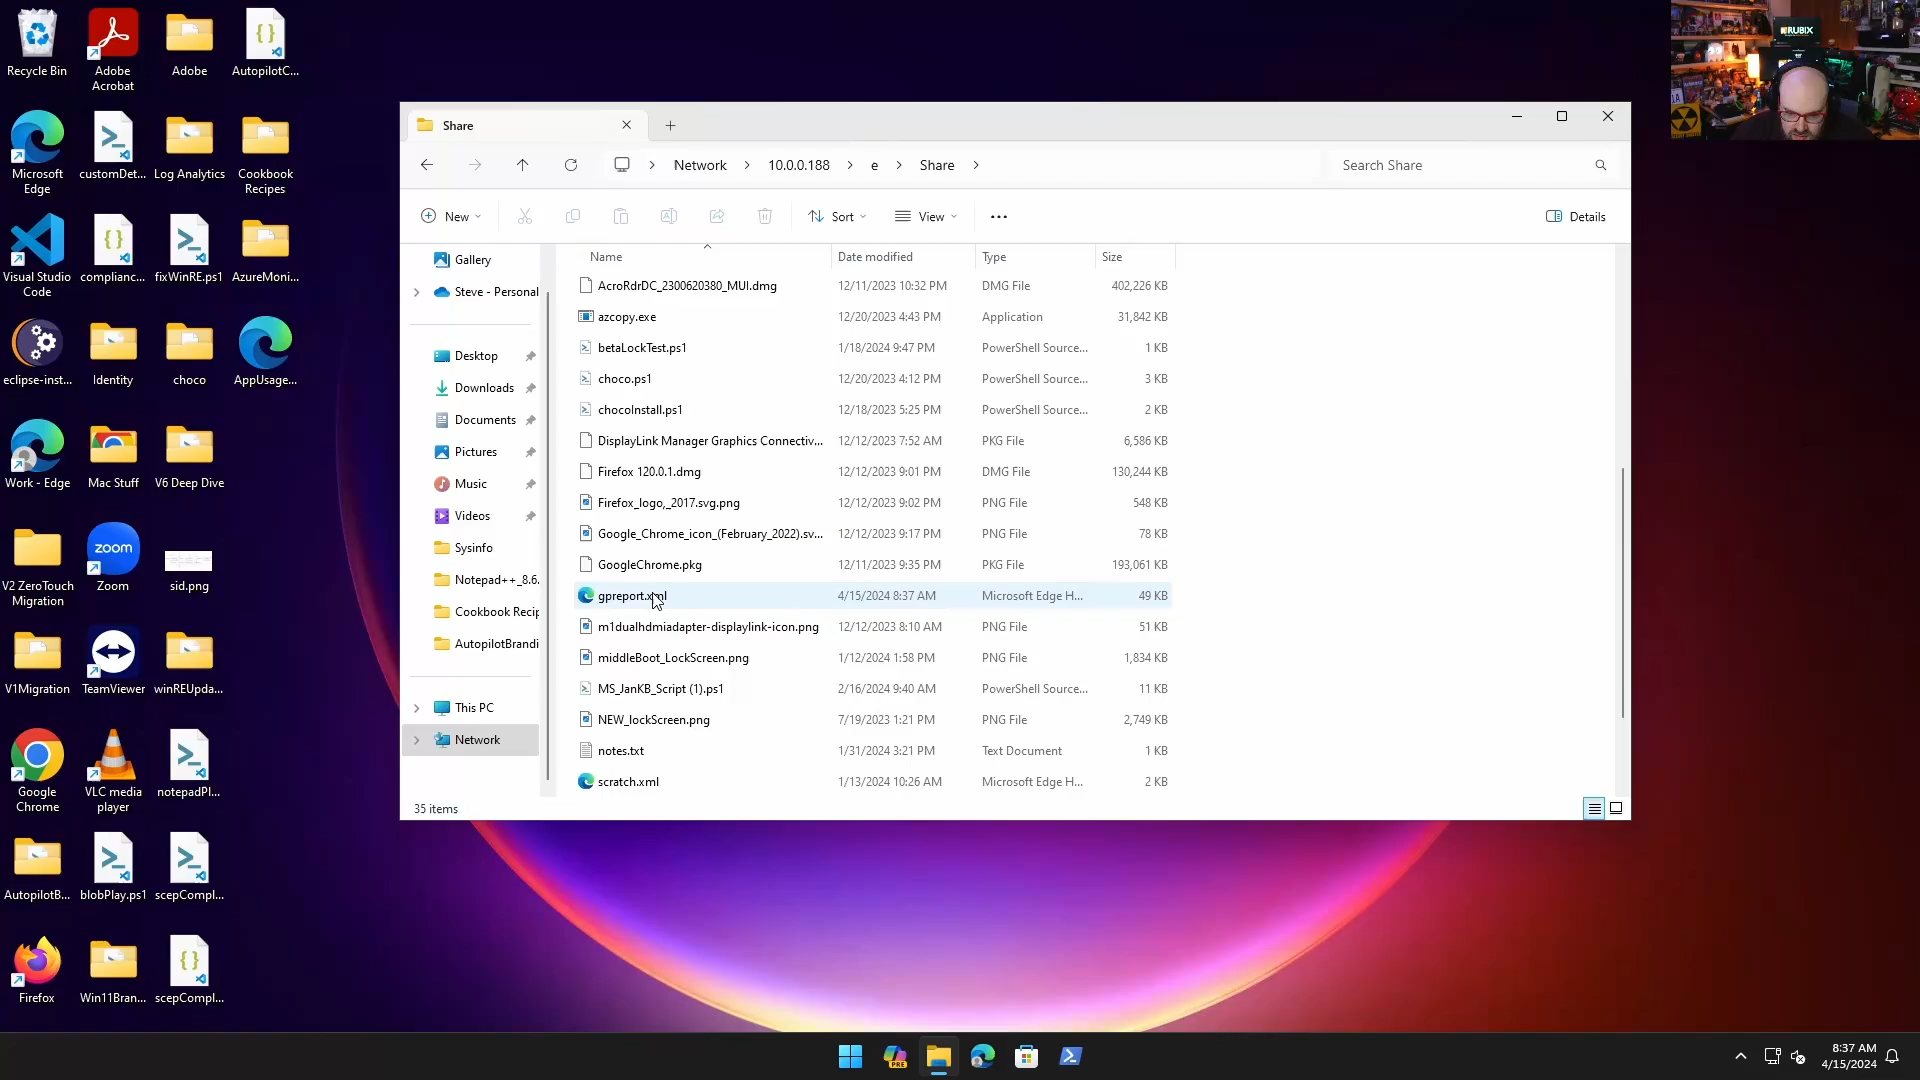 Recycle Bin
Adobe
Acrobat
Adobe
AutopilotC...
Microsoft
Edge
customDet...
Log Analytics
Cookbook
Recipes
Visual Studio
Code
complianc...
fixWinRE.ps1
AzureMoni...
eclipse-inst...
Identity
choco
AppUsage...
Work - Edge
Mac Stuff
V6 Deep Dive
V2 ZeroTouch
Migration
zoom
Zoom
sid.png
V1Migration
TeamViewer
winREUpda...
Google
Chrome
VLC media
player
notepadPl...
AutopilotB...
blobPlay.ps1
scepCompl...
Firefox
Win11Bran...
scepCompl...
RUBIX
Share
Network
10.0.0.188
e
Share
Search Share
New
Sort
View
Details
Gallery
Steve - Personal
Desktop
Downloads
Documents
Pictures
Music
Videos
Sysinfo
Notepad++_8.6.
Cookbook Recip
AutopilotBrandi
This PC
Network
Name Date modified Type Size
AcroRdrDC_2300620380_MUI.dmg 12/11/2023 10:32 PM DMG File 402,226 KB
azcopy.exe 12/20/2023 4:43 PM Application 31,842 KB
betaLockTest.ps1 1/18/2024 9:47 PM PowerShell Source... 1 KB
choco.ps1 12/20/2023 4:12 PM PowerShell Source... 3 KB
chocoInstall.ps1 12/18/2023 5:25 PM PowerShell Source... 2 KB
DisplayLink Manager Graphics Connectiv... 12/12/2023 7:52 AM PKG File 6,586 KB
Firefox 120.0.1.dmg 12/12/2023 9:01 PM DMG File 130,244 KB
Firefox_logo,_2017.svg.png 12/12/2023 9:02 PM PNG File 548 KB
Google_Chrome_icon_(February_2022).sv... 12/12/2023 9:17 PM PNG File 78 KB
GoogleChrome.pkg 12/11/2023 9:35 PM PKG File 193,061 KB
gpreport.xml 4/15/2024 8:37 AM Microsoft Edge H... 49 KB
m1dualhdmiadapter-displaylink-icon.png 12/12/2023 8:10 AM PNG File 51 KB
middleBoot_LockScreen.png 1/12/2024 1:58 PM PNG File 1,834 KB
MS_JanKB_Script (1).ps1 2/16/2024 9:40 AM PowerShell Source... 11 KB
NEW_lockScreen.png 7/19/2023 1:21 PM PNG File 2,749 KB
notes.txt 1/31/2024 3:21 PM Text Document 1 KB
scratch.xml 1/13/2024 10:26 AM Microsoft Edge H... 2 KB
35 items
PRE
8:37 AM
4/15/2024